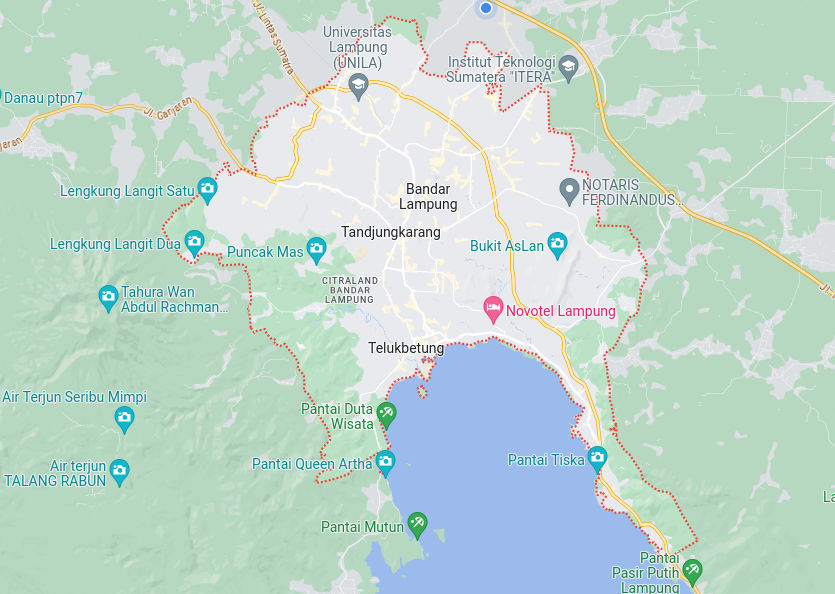 Universitas
Lampung
(UNILA)
Institut Teknologi
Sumatera "ITERA"
Jl. Lintas Sumatra
Danau ptpn7
Jl. Ganjaran
Lengkung Langit Satu
NOTARIS
FERDINANDUS...
Bandar
Lampung
Tandjungkarang
Lengkung Langit Dua
Puncak Mas
Bukit AsLan
CITRALAND
BANDAR
LAMPUNG
Tahura Wan
Abdul Rachman...
Novotel Lampung
Telukbetung
Air Terjun Seribu Mimpi
Pantai Duta
Wisata
Air terjun
TALANG RABUN
Pantai Queen Artha
Pantai Tiska
La
Pantai Mutun
Pantai
Pasir Putih
Lampung